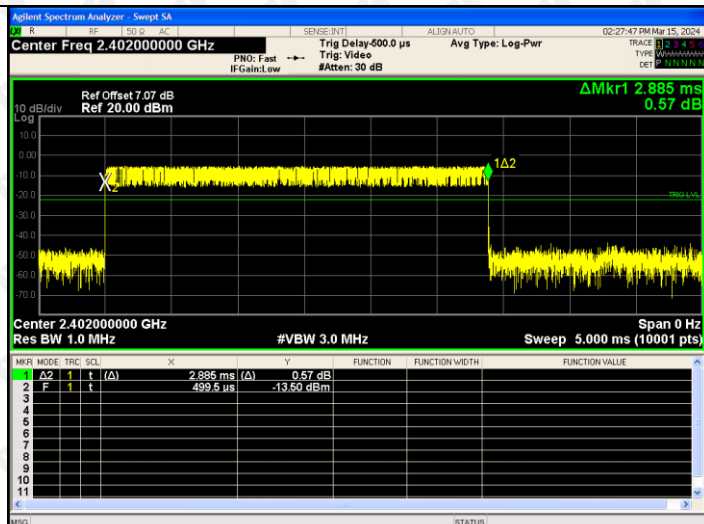 Agilent Spectrum Analyzer - Swept SA
R RF 50 Ω AC SENSE:INT ALIGN AUTO 02:27:47 PM Mar 15, 2024
Center Freq 2.402000000 GHz
PNO: Fast
IFGain:Low
Trig Delay-500.0 µs
Trig: Video
#Atten: 30 dB
Avg Type: Log-Pwr
TRACE 1 2 3 4 5 6
TYPE WWWWWW
DET P N N N N N
ΔMkr1 2.885 ms
0.57 dB
Ref Offset 7.07 dB
10 dB/div Ref 20.00 dBm
Log
10.0
0.00
-10.0
-20.0
-30.0
-40.0
-50.0
-60.0
-70.0
1Δ2
X2
TRIG LVL
Center 2.402000000 GHz Span 0 Hz
Res BW 1.0 MHz #VBW 3.0 MHz Sweep 5.000 ms (10001 pts)
MKR MODE TRC SCL X Y FUNCTION FUNCTION WIDTH FUNCTION VALUE
1 Δ2 1 t (Δ) 2.885 ms (Δ) 0.57 dB
2 F 1 t 499.5 µs -13.50 dBm
3
4
5
6
7
8
9
10
11
MSG STATUS